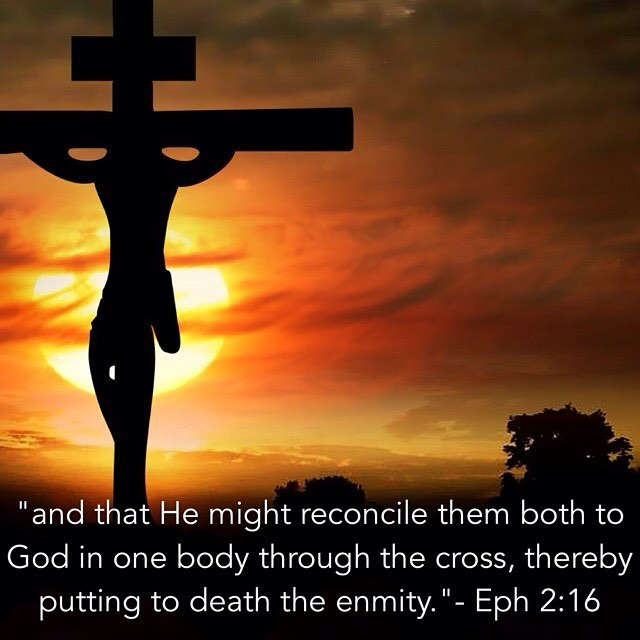 "and that He might reconcile them both to
God in one body through the cross, thereby
putting to death the enmity."- Eph 2:16